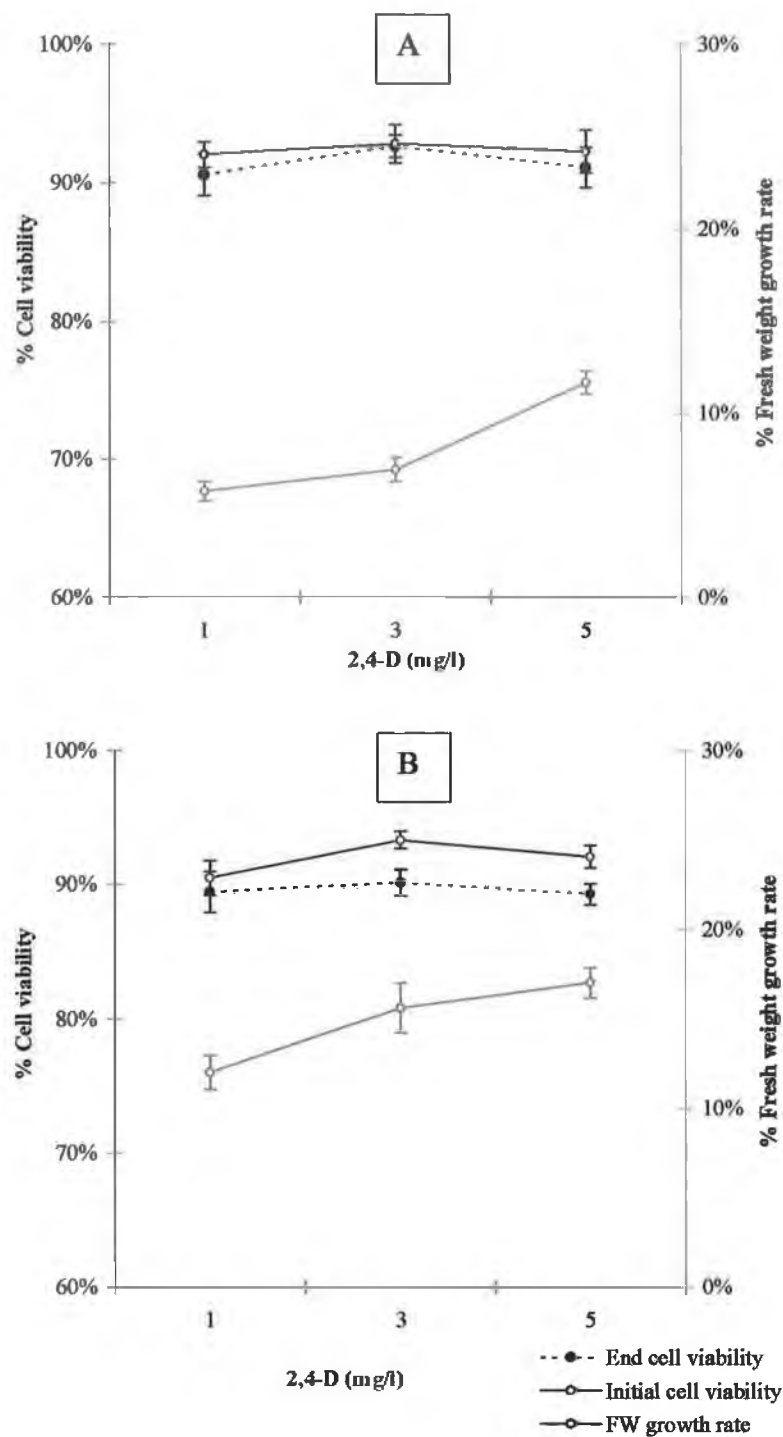 A
100%
90%
80%
70%
60%
% Cell viability
30%
20%
10%
0%
% Fresh weight growth rate
1 3 5
2,4-D (mg/l)
B
100%
90%
80%
70%
60%
% Cell viability
30%
20%
10%
0%
% Fresh weight growth rate
1 3 5
2,4-D (mg/l)
End cell viability
Initial cell viability
FW growth rate